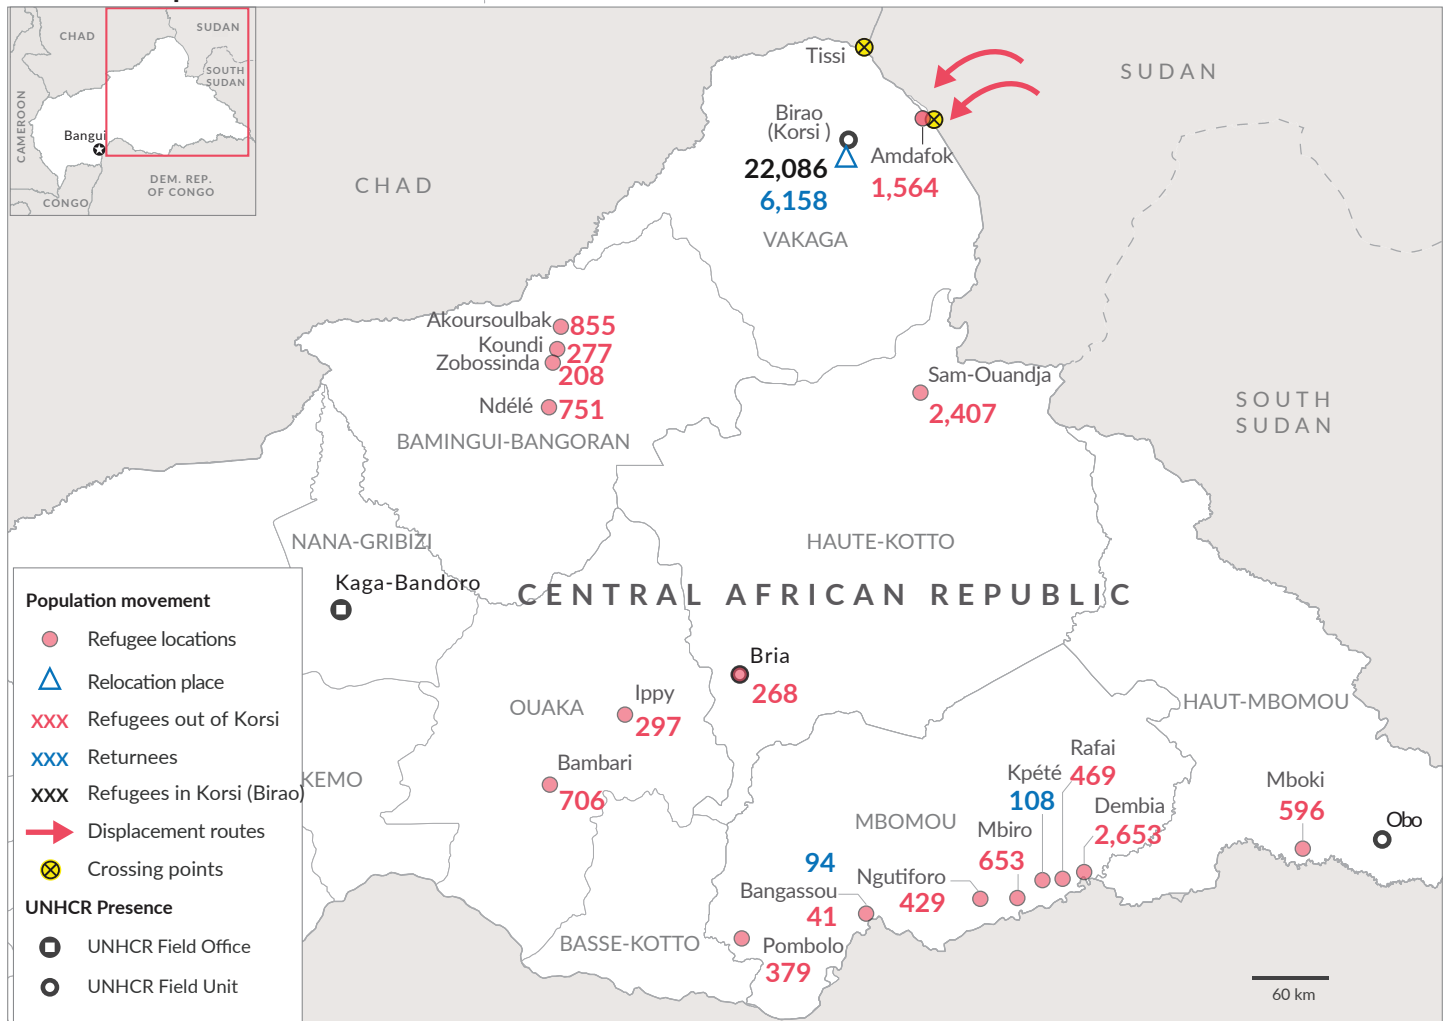 CHAD
SUDAN
SOUTH
SUDAN
CAMEROON
Bangui
DEM. REP.
OF CONGO
CONGO
Tissi
SUDAN
Birao
(Korsi )
22,086
6,158
Amdafok
1,564
CHAD
VAKAGA
Akoursoulbak
855
Koundi
277
Zobossinda
208
Ndélé
751
BAMINGUI-BANGORAN
Sam-Ouandja
2,407
SOUTH
SUDAN
NANA-GRIBIZI
HAUTE-KOTTO
Kaga-Bandoro
CENTRAL AFRICAN REPUBLIC
Bria
268
OUAKA
Ippy
297
HAUT-MBOMOU
Bambari
706
KEMO
Rafai
469
Kpété
108
Dembia
2,653
Mboki
596
Obo
MBOMOU
Mbiro
653
94
Bangassou
41
Ngutiforo
429
BASSE-KOTTO
Pombolo
379
60 km
Population movement
Refugee locations
Relocation place
XXX Refugees out of Korsi
XXX Returnees
XXX Refugees in Korsi (Birao)
Displacement routes
Crossing points
UNHCR Presence
UNHCR Field Office
UNHCR Field Unit